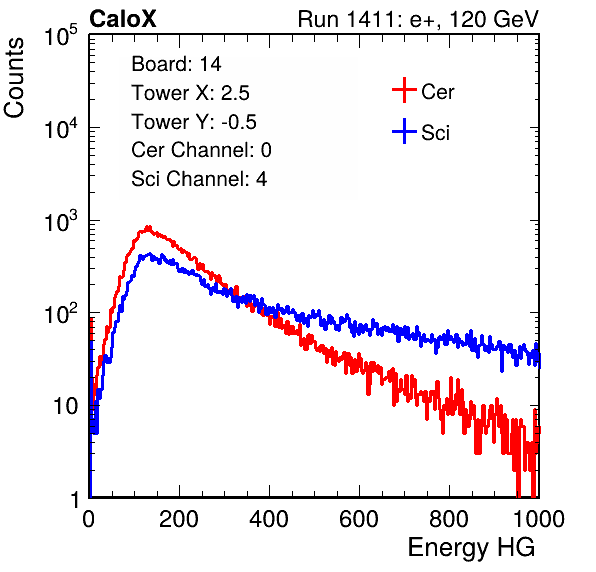 CaloX Run 1411: e+, 120 GeV
Counts
10^5
10^4
10^3
10^2
10
1
Board: 14
Tower X: 2.5
Tower Y: -0.5
Cer Channel: 0
Sci Channel: 4
Cer
Sci
0 200 400 600 800 1000
Energy HG